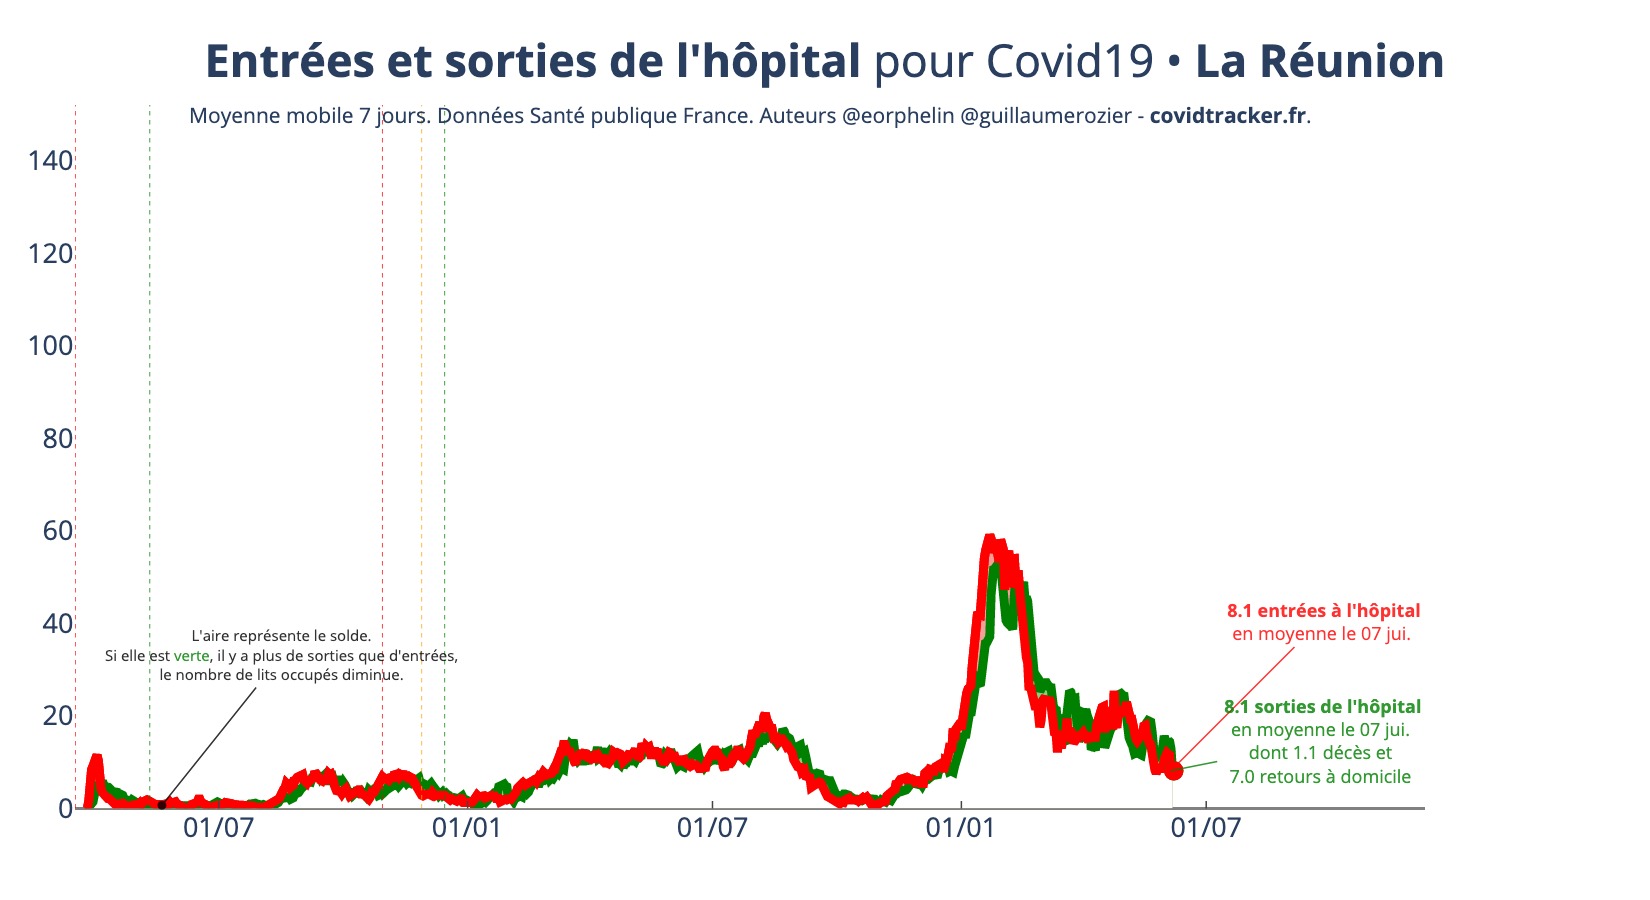 Entrées et sorties de l'hôpital pour Covid19 • La Réunion
Moyenne mobile 7 jours. Données Santé publique France. Auteurs @eorphelin @guillaumerozier - covidtracker.fr.
140
120
100
80
60
40
20
0
L'aire représente le solde.
Si elle est verte, il y a plus de sorties que d'entrées,
le nombre de lits occupés diminue.
8.1 entrées à l'hôpital
en moyenne le 07 jui.
8.1 sorties de l'hôpital
en moyenne le 07 jui.
dont 1.1 décès et
7.0 retours à domicile
01/07
01/01
01/07
01/01
01/07